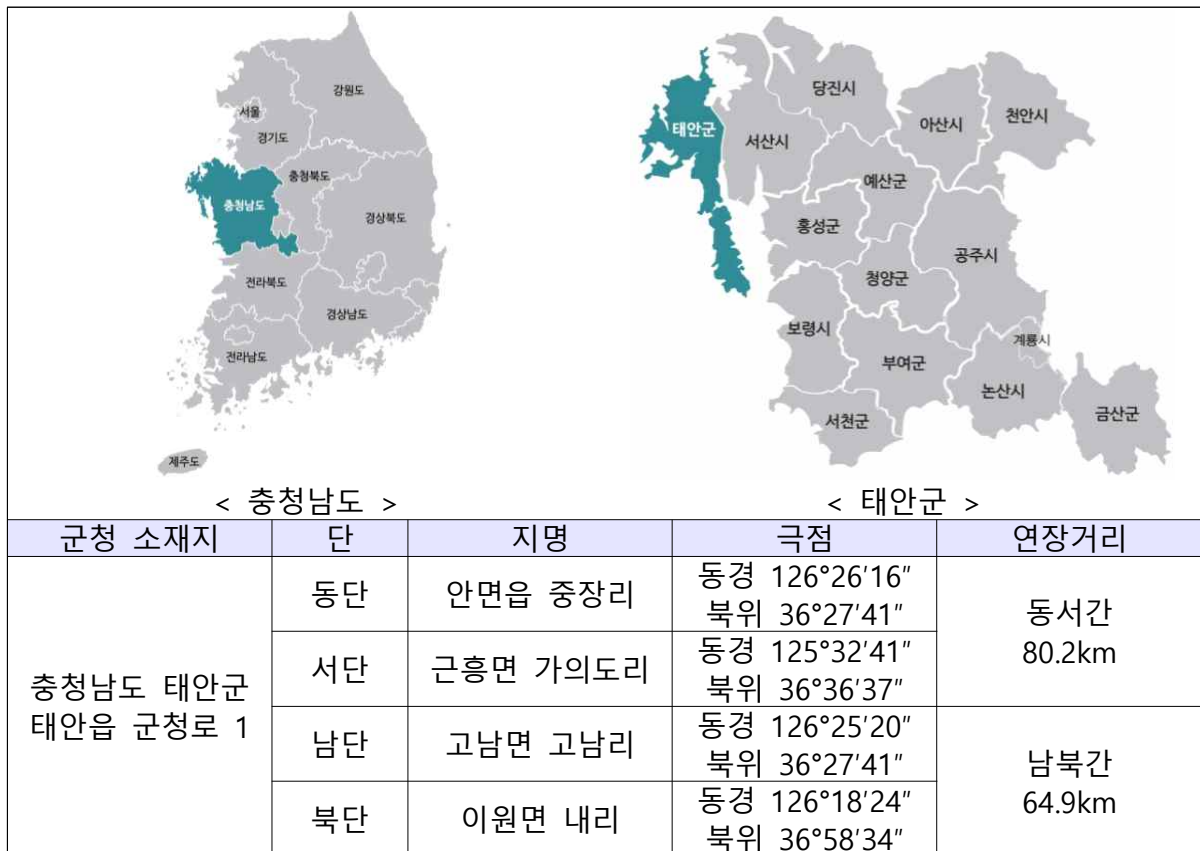 강원도
서울
경기도
충청북도
충청남도
경상북도
전라북도
경상남도
전라남도
제주도
당진시
천안시
아산시
태안군
서산시
예산군
홍성군
공주시
청양군
보령시
계룡시
부여군
논산시
금산군
서천군
< 충청남도 >
< 태안군 >
군청 소재지 단 지명 극점 연장거리
충청남도 태안군
태안읍 군청로 1
동단 안면읍 중장리 동경 126°26′16″
북위 36°27′41″
동서간
80.2km
서단 근흥면 가의도리 동경 125°32′41″
북위 36°36′37″
남단 고남면 고남리 동경 126°25′20″
북위 36°27′41″
남북간
64.9km
북단 이원면 내리 동경 126°18′24″
북위 36°58′34″